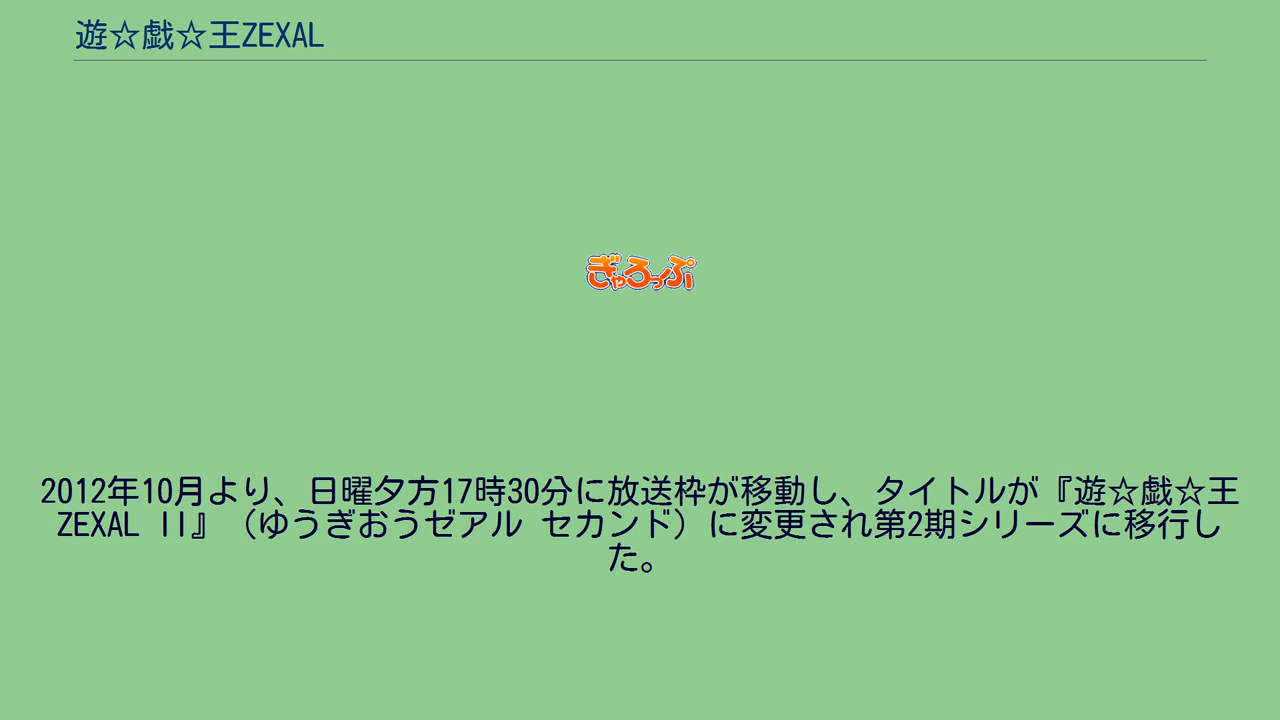 遊☆戯☆王ZEXAL
ぎゃろっぷ
2012年10月より、日曜夕方17時30分に放送枠が移動し、タイトルが『遊☆戯☆王
ZEXAL II』（ゆうぎおうゼアル セカンド）に変更され第2期シリーズに移行し
た。